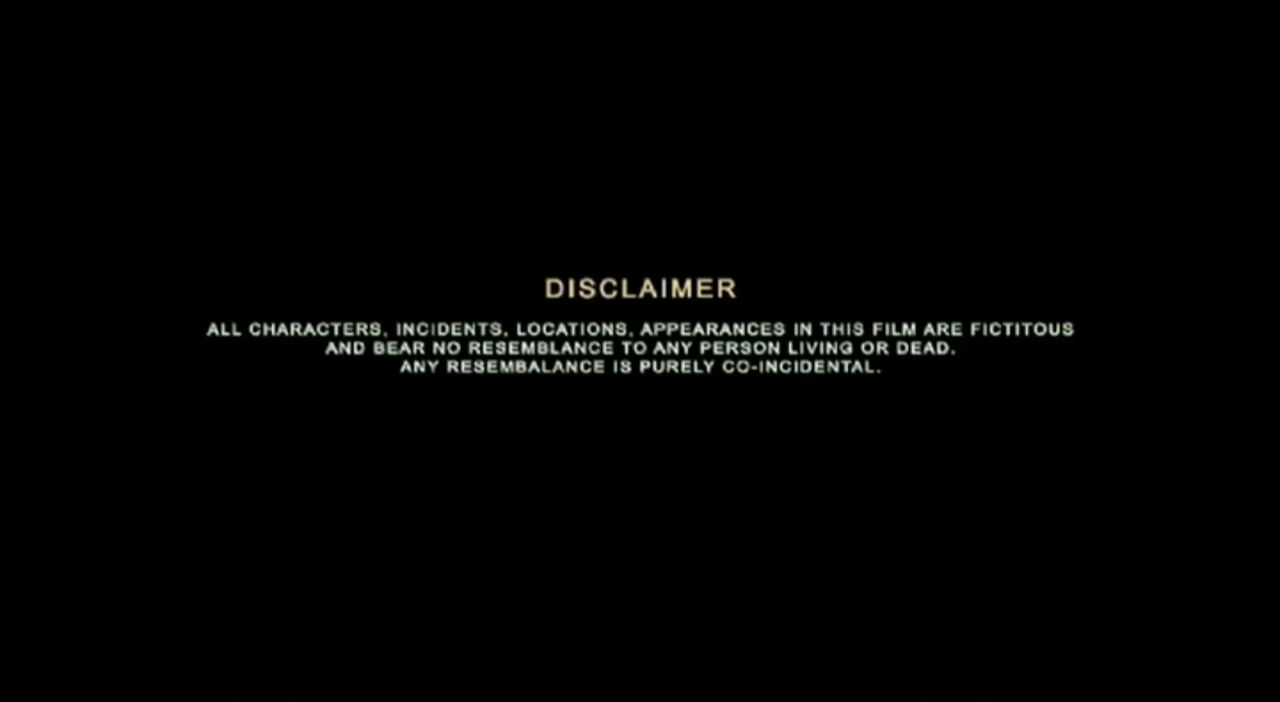 DISCLAIMER
ALL CHARACTERS, INCIDENTS, LOCATIONS, APPEARANCES IN THIS FILM ARE FICTITOUS
AND BEAR NO RESEMBLANCE TO ANY PERSON LIVING OR DEAD.
ANY RESEMBALANCE IS PURELY CO-INCIDENTAL.